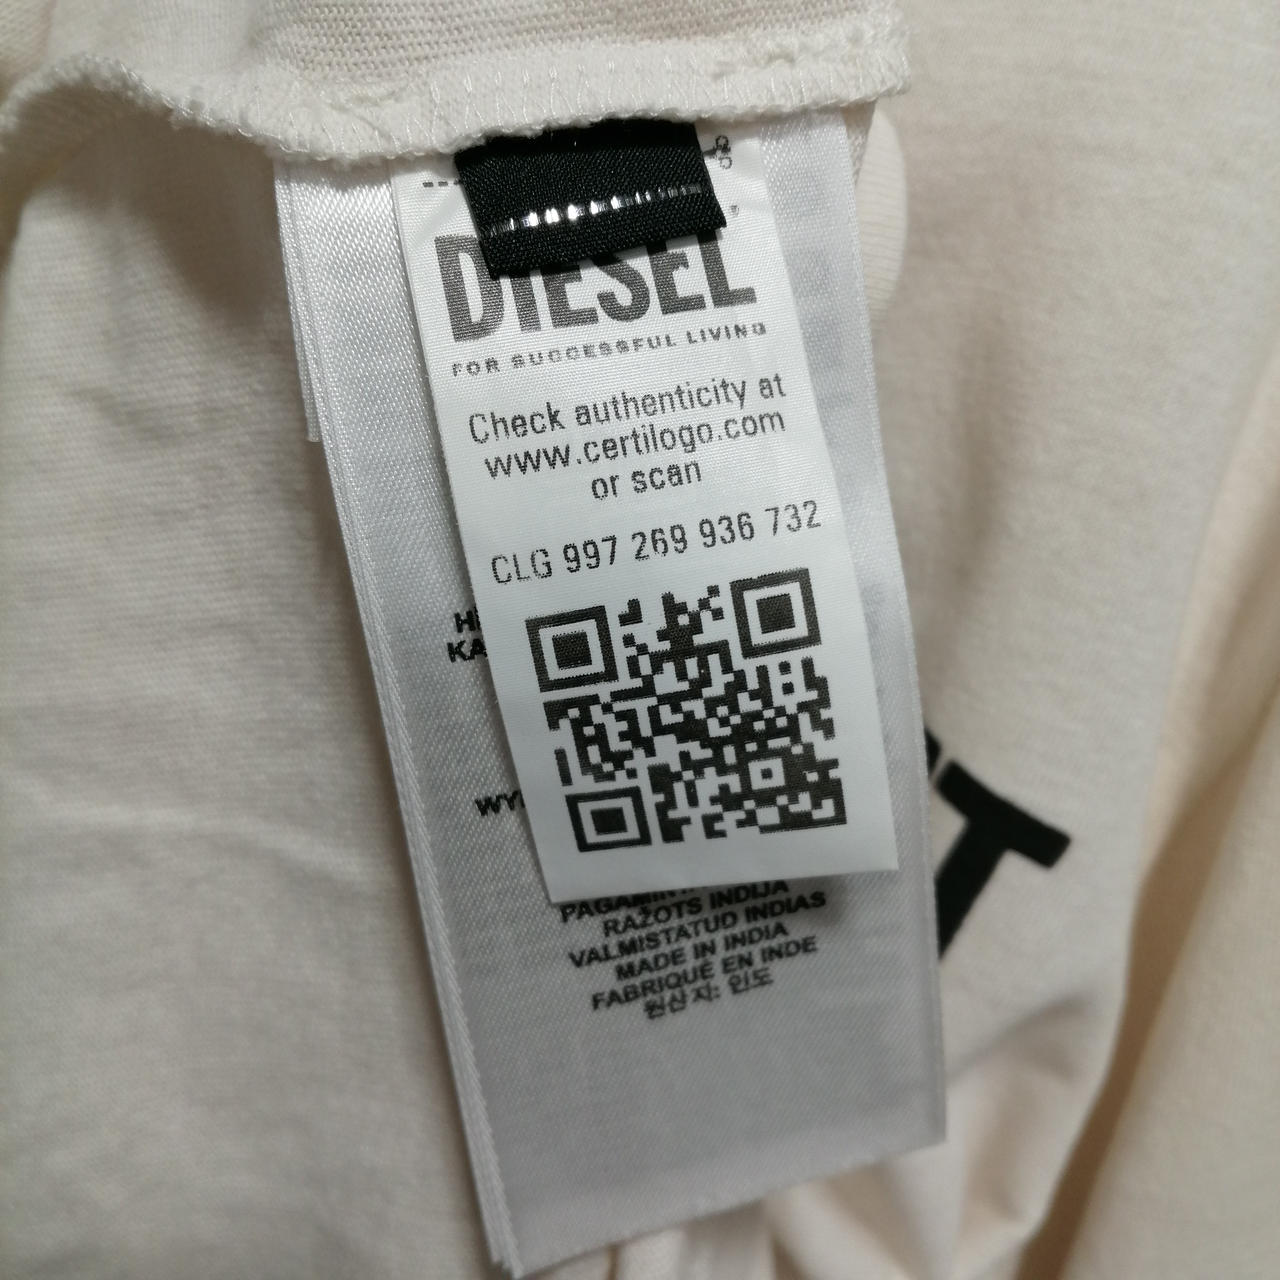 DIESEL
FOR SUCCESSFUL LIVING
Check authenticity at
www.certilogo.com
or scan
CLG 997 269 936 732
RAŽOTS INDIJA
VALMISTATUD INDIAS
MADE IN INDIA
FABRIQUÉ EN INDE
원산지: 인도